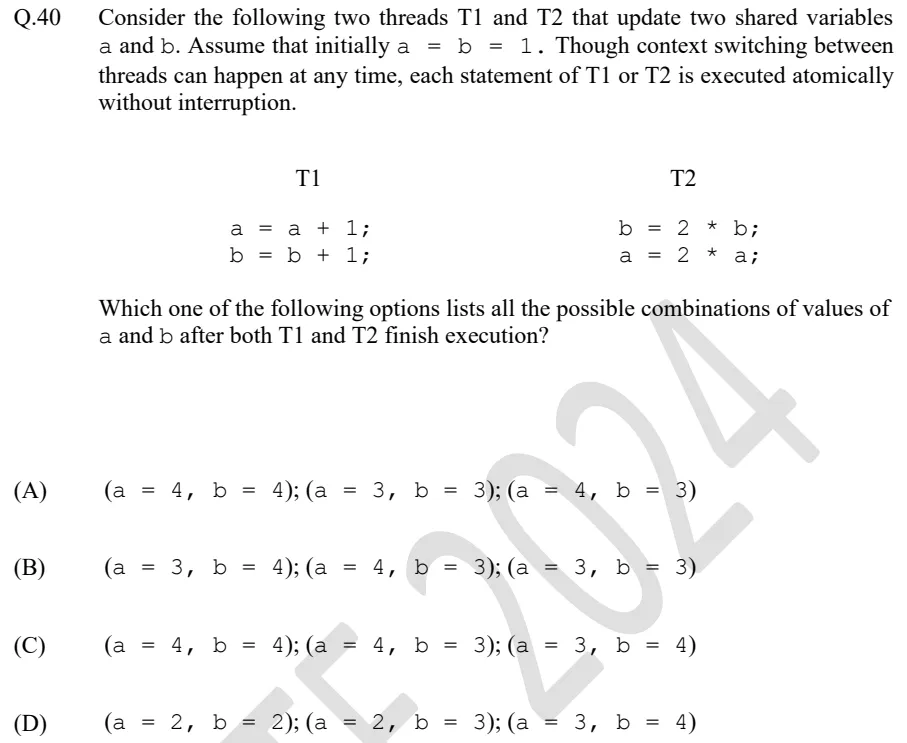 Q.40 Consider the following two threads T1 and T2 that update two shared variables
a and b. Assume that initially a = b = 1. Though context switching between
threads can happen at any time, each statement of T1 or T2 is executed atomically
without interruption.
T1 T2
a = a + 1; b = 2 * b;
b = b + 1; a = 2 * a;
Which one of the following options lists all the possible combinations of values of
a and b after both T1 and T2 finish execution?
(A) (a = 4, b = 4); (a = 3, b = 3); (a = 4, b = 3)
(B) (a = 3, b = 4); (a = 4, b = 3); (a = 3, b = 3)
(C) (a = 4, b = 4); (a = 4, b = 3); (a = 3, b = 4)
(D) (a = 2, b = 2); (a = 2, b = 3); (a = 3, b = 4)
TE 2024